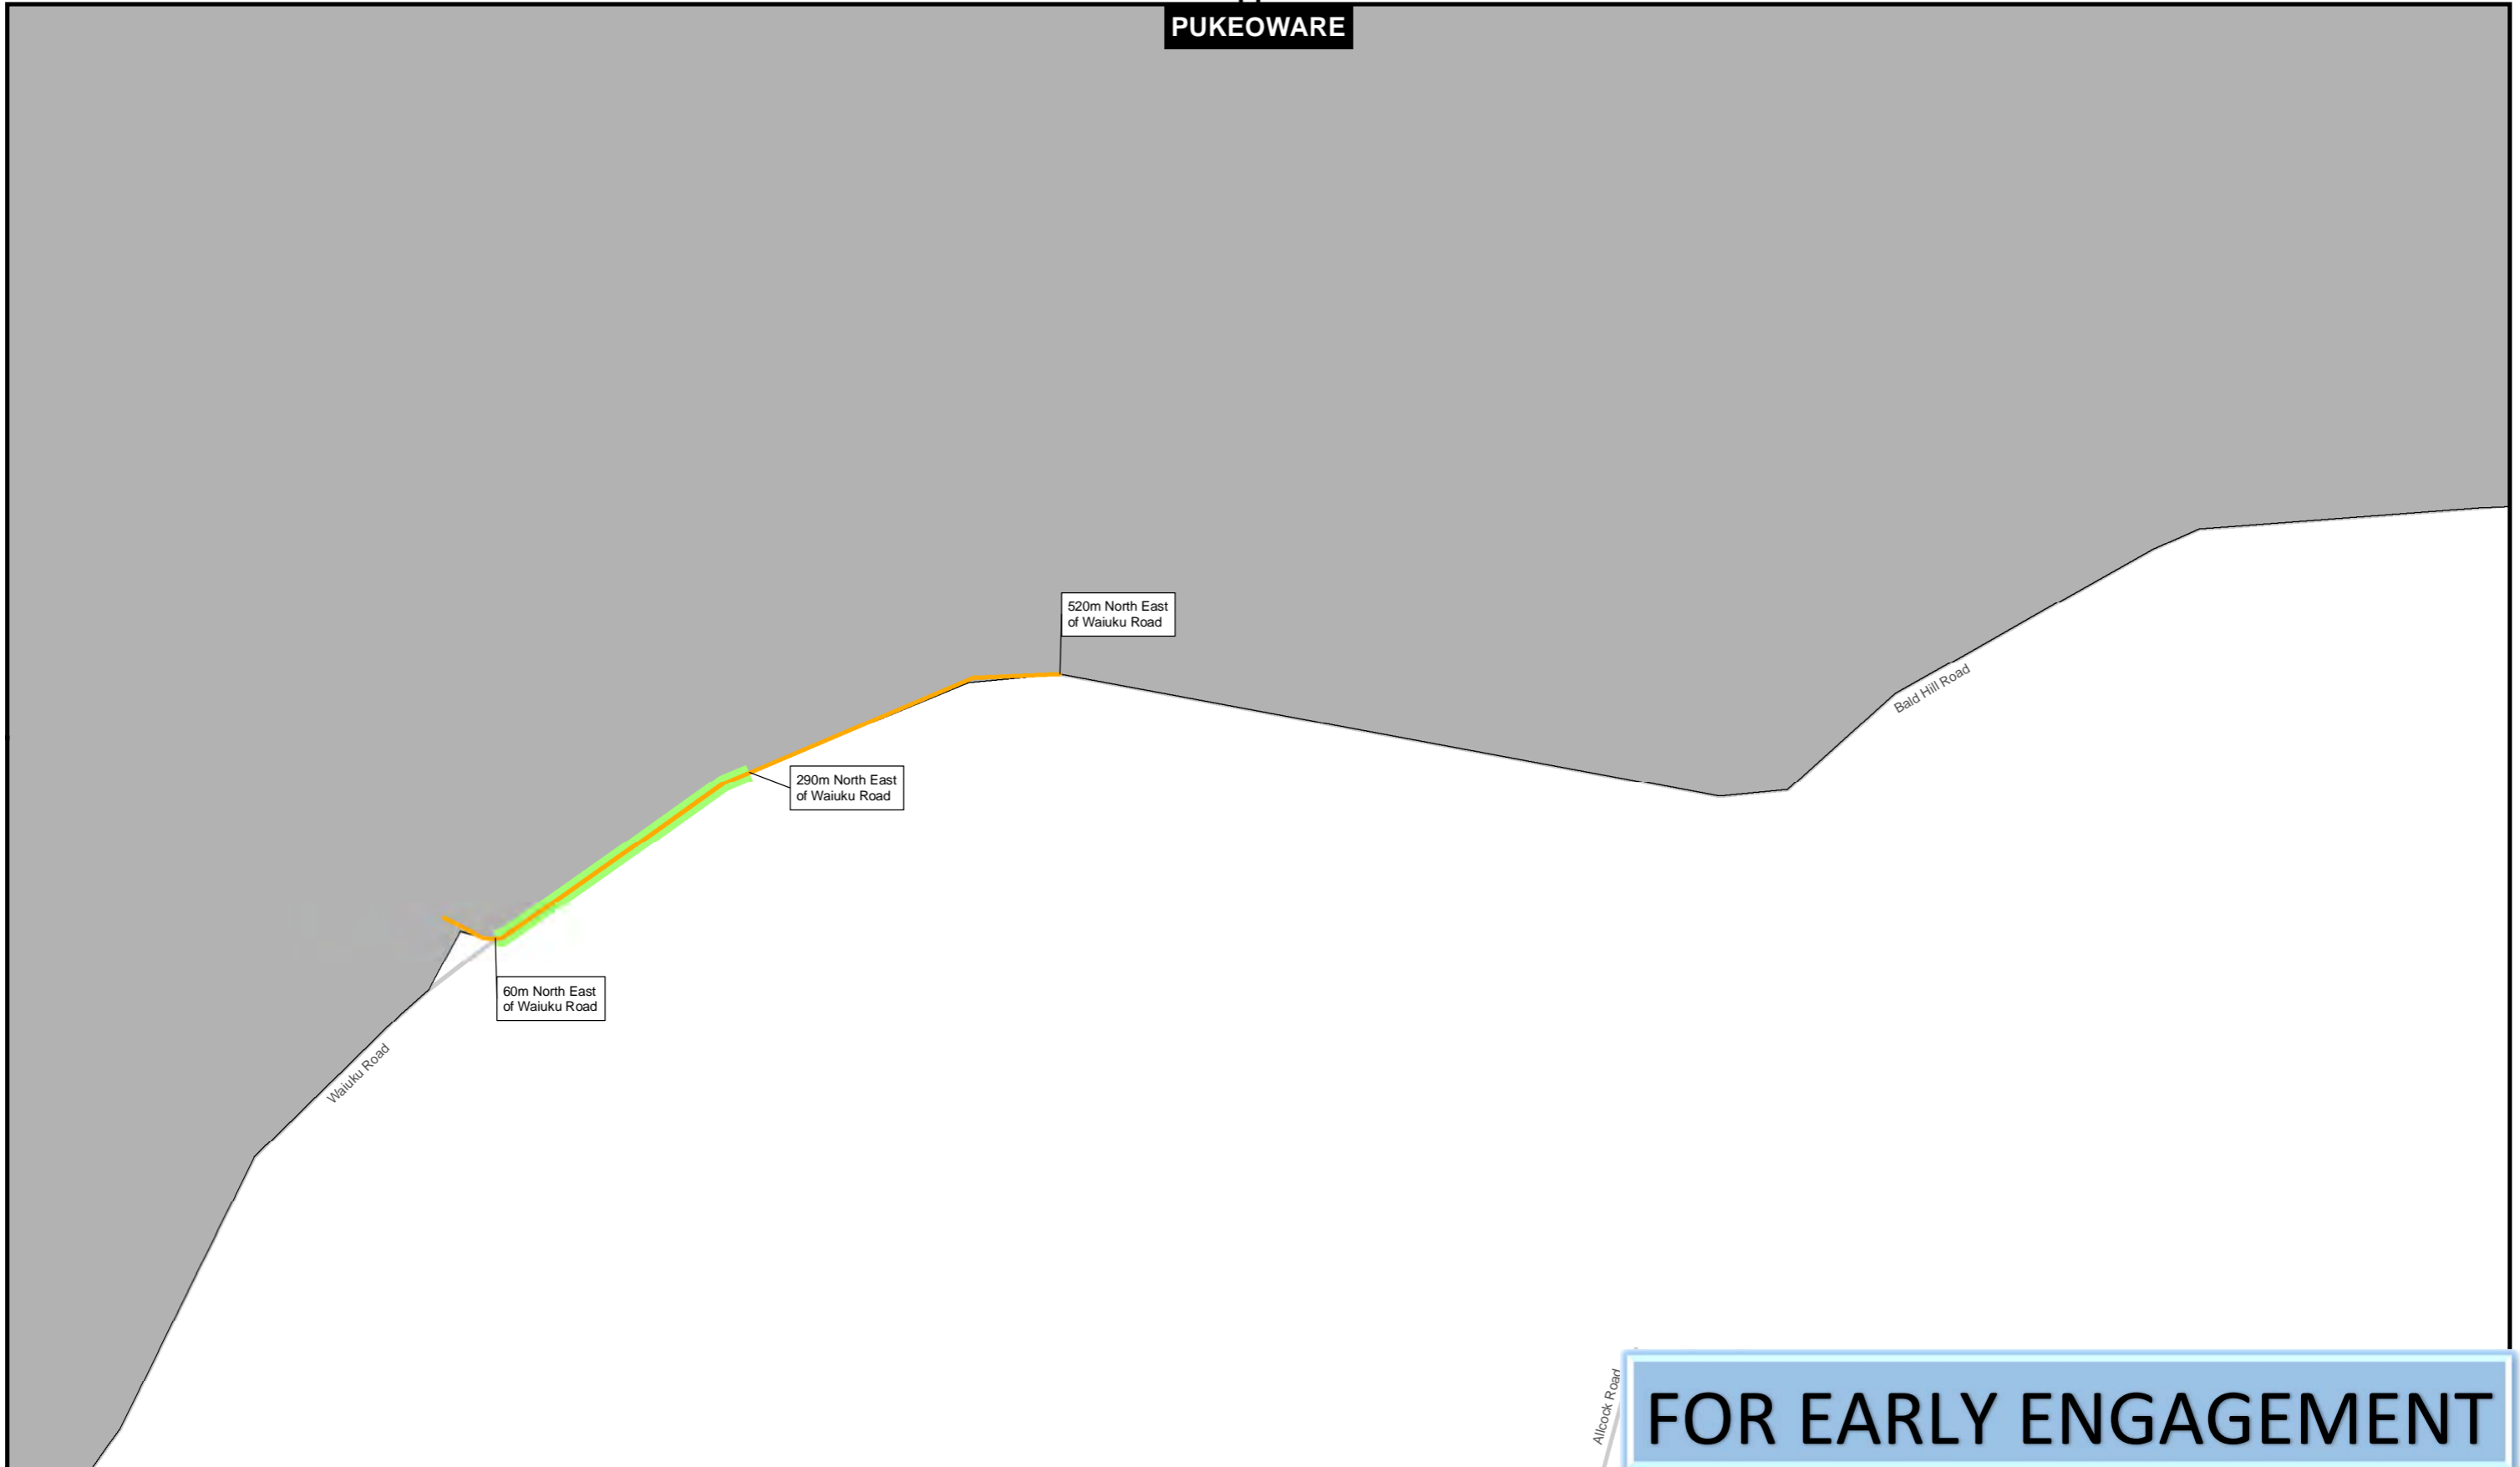 PUKEOWARE
520m North East
of Waiuku Road
Bald Hill Road
290m North East
of Waiuku Road
60m North East
of Waiuku Road
Waiuku Road
Allcock Road
FOR EARLY ENGAGEMENT